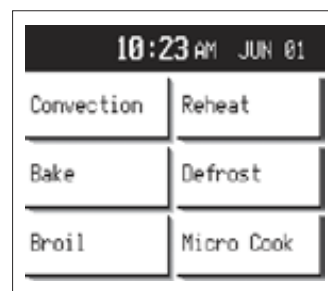 10:23 AM JUN 01
Convection Reheat
Bake Defrost
Broil Micro Cook